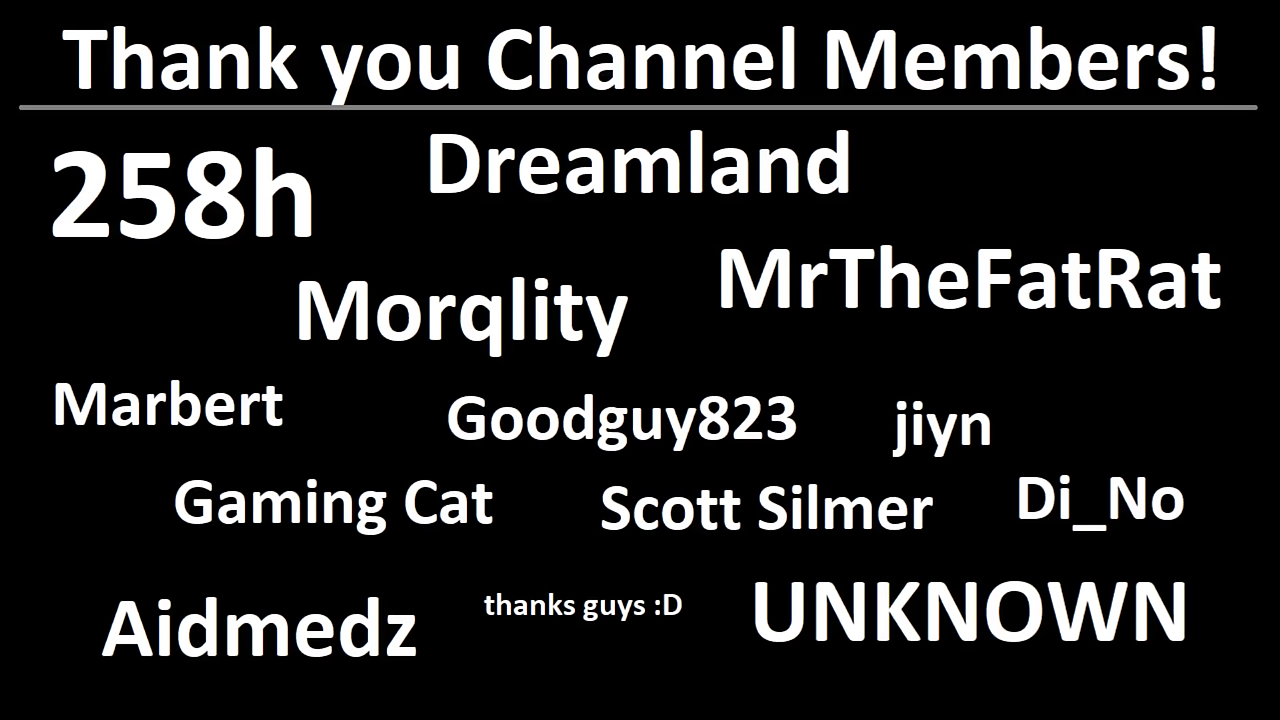 Thank you Channel Members!
258h
Dreamland
MrTheFatRat
Morqlity
Marbert
Goodguy823
jiyn
Gaming Cat
Scott Silmer
Di_No
Aidmedz
thanks guys :D
UNKNOWN